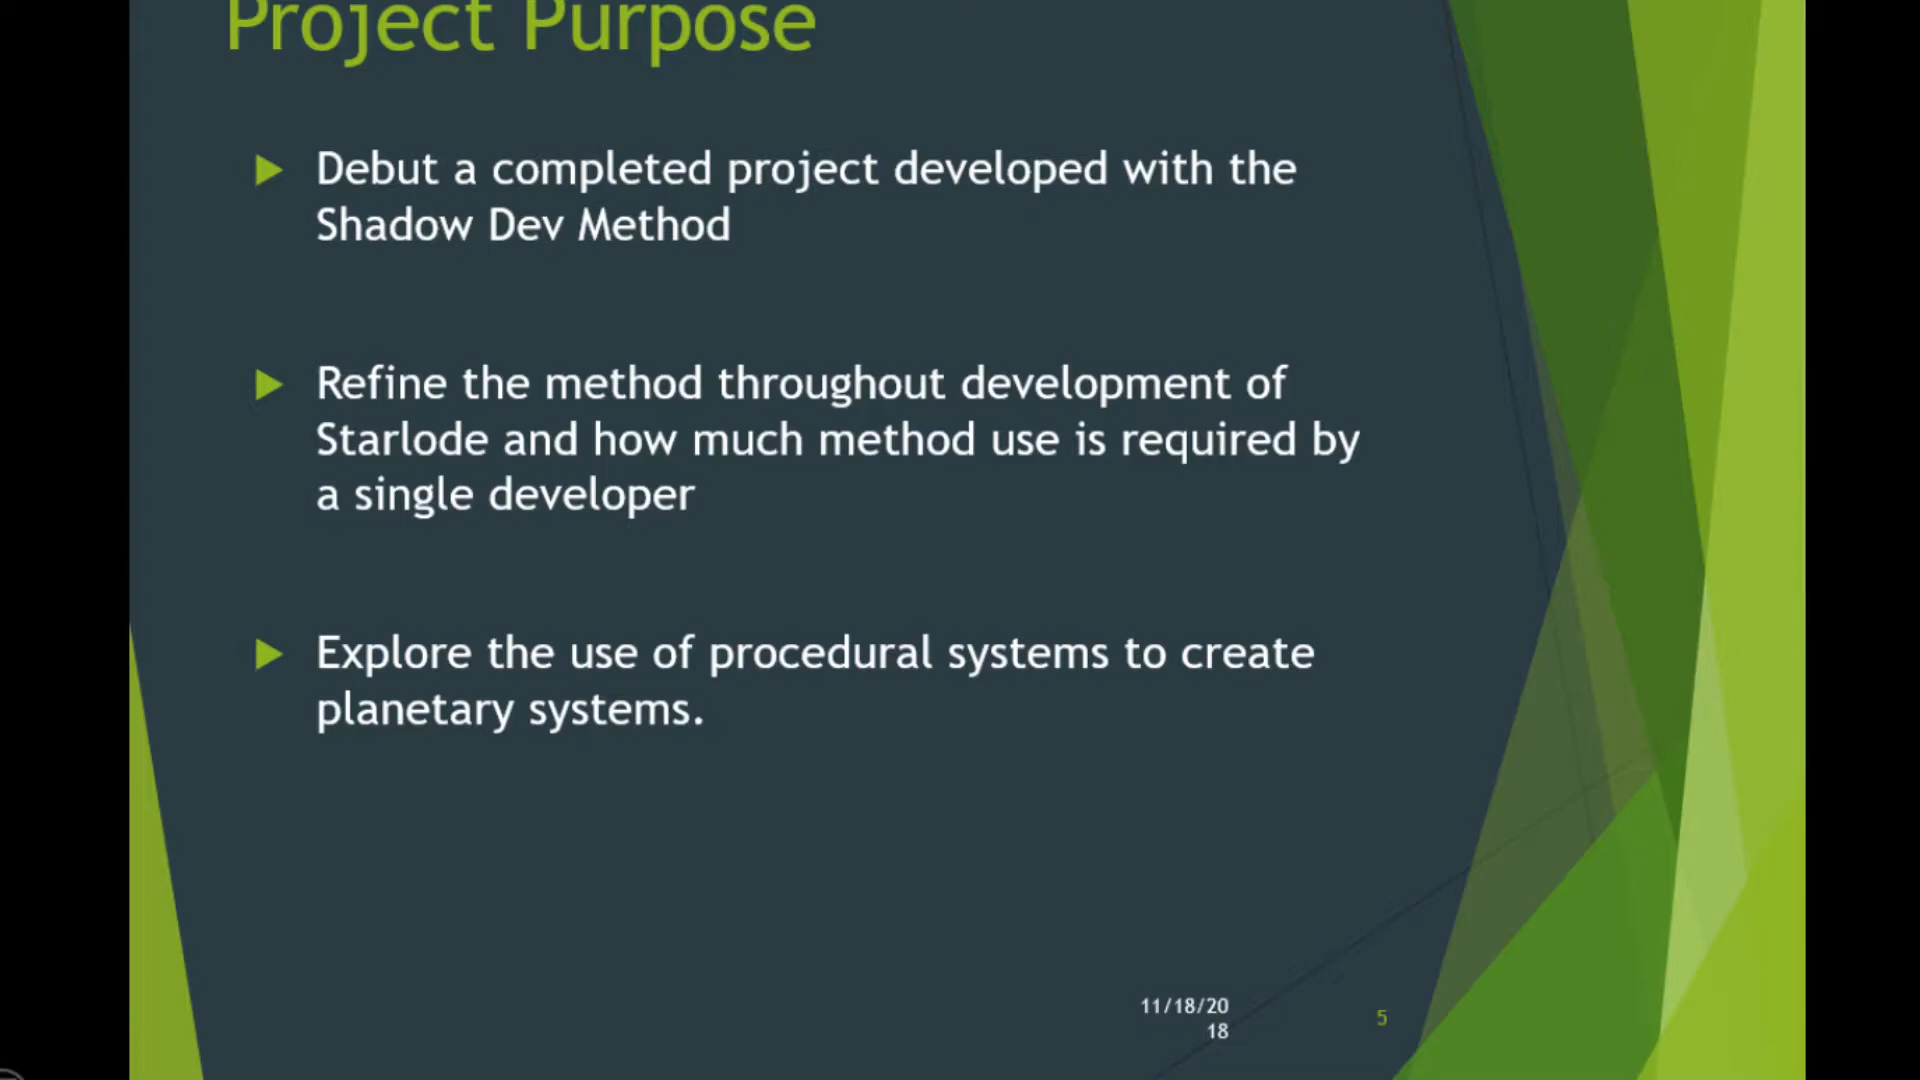 Project Purpose
Debut a completed project developed with the
Shadow Dev Method
Refine the method throughout development of
Starlode and how much method use is required by
a single developer
Explore the use of procedural systems to create
planetary systems.
11/18/20
18
5